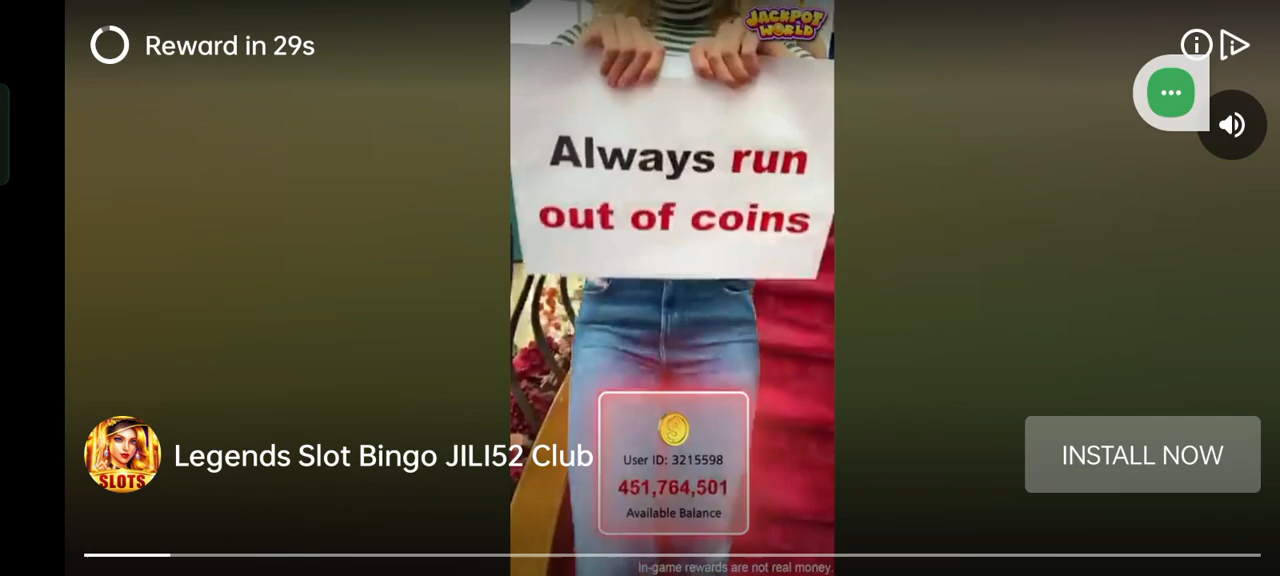 Reward in 29s
JACKPOT
WORLD
Always run
out of coins
SLOTS
Legends Slot Bingo JILI52 Club
User ID: 3215598
451,764,501
Available Balance
INSTALL NOW
In-game rewards are not real money.